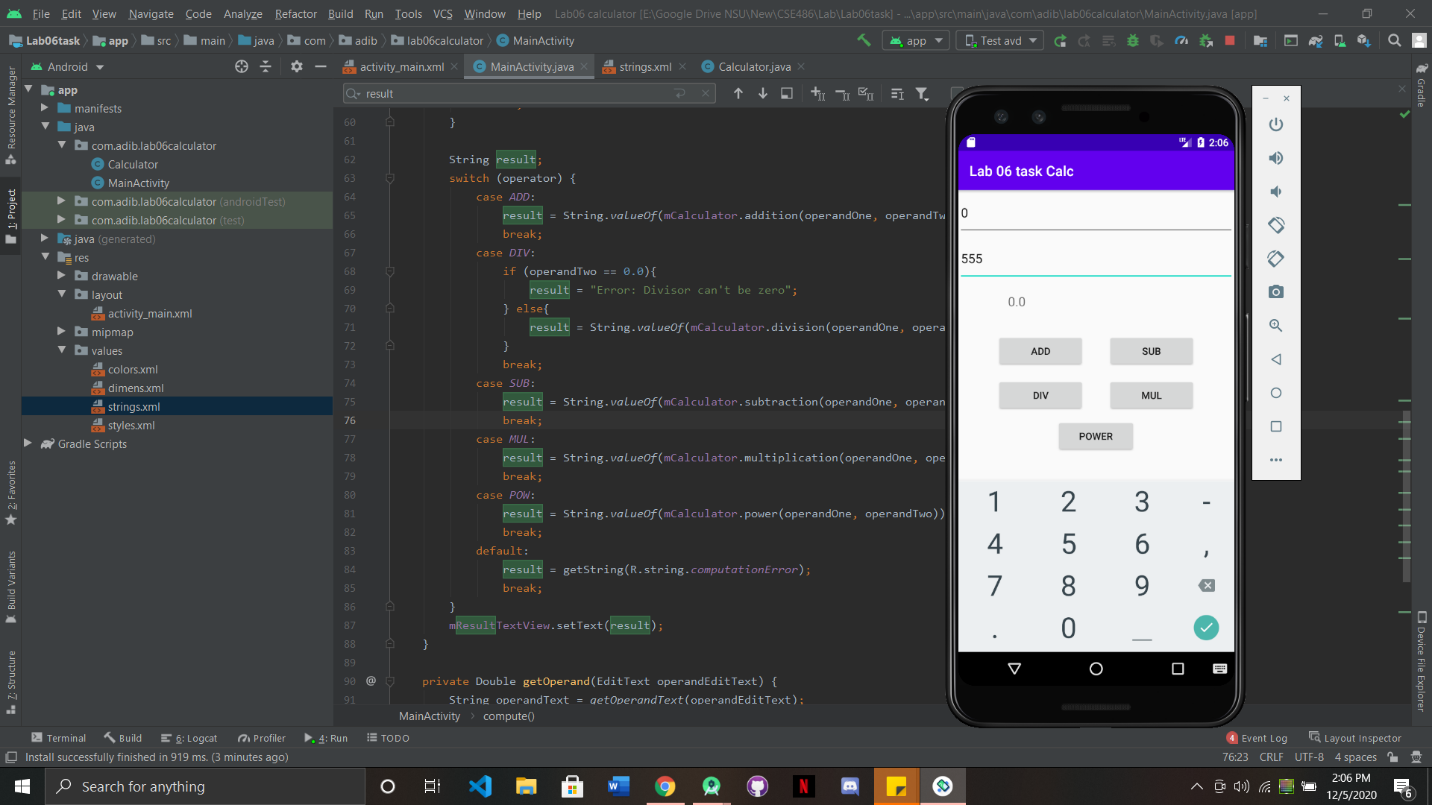 File Edit View Navigate Code Analyze Refactor Build Run Tools VCS Window Help Lab06 calculator [E:\Google Drive NSU\New\CSE486\Lab\Lab06task] - ...\app\src\main\java\com\adib\lab06calculator\MainActivity.java [app]
Lab06task app src main java com adib lab06calculator MainActivity app Test avd
Android activity_main.xml MainActivity.java strings.xml Calculator.java
result
Resource Manager
1: Project
2: Favorites
Build Variants
7: Structure
app
manifests
java
com.adib.lab06calculator
Calculator
MainActivity
com.adib.lab06calculator (androidTest)
com.adib.lab06calculator (test)
java (generated)
res
drawable
layout
activity_main.xml
mipmap
values
colors.xml
dimens.xml
strings.xml
styles.xml
Gradle Scripts
60 }
61
62 String result;
63 switch (operator) {
64 case ADD:
65 result = String.valueOf(mCalculator.addition(operandOne, operandTw
66 break;
67 case DIV:
68 if (operandTwo == 0.0){
69 result = "Error: Divisor can't be zero";
70 } else{
71 result = String.valueOf(mCalculator.division(operandOne, opera
72 }
73 break;
74 case SUB:
75 result = String.valueOf(mCalculator.subtraction(operandOne, operan
76 break;
77 case MUL:
78 result = String.valueOf(mCalculator.multiplication(operandOne, ope
79 break;
80 case POW:
81 result = String.valueOf(mCalculator.power(operandOne, operandTwo))
82 break;
83 default:
84 result = getString(R.string.computationError);
85 break;
86 }
87 mResultTextView.setText(result);
88 }
89
90 @ private Double getOperand(EditText operandEditText) {
91 String operandText = getOperandText(operandEditText);
MainActivity › compute()
2:06
Lab 06 task Calc
0
555
0.0
ADD SUB
DIV MUL
POWER
1 2 3 -
4 5 6 ,
7 8 9
. 0 _
Gradle
Device File Explorer
Terminal Build 6: Logcat Profiler 4: Run TODO 4 Event Log Layout Inspector
Install successfully finished in 919 ms. (3 minutes ago) 76:23 CRLF UTF-8 4 spaces
Search for anything
2:06 PM
12/5/2020
6